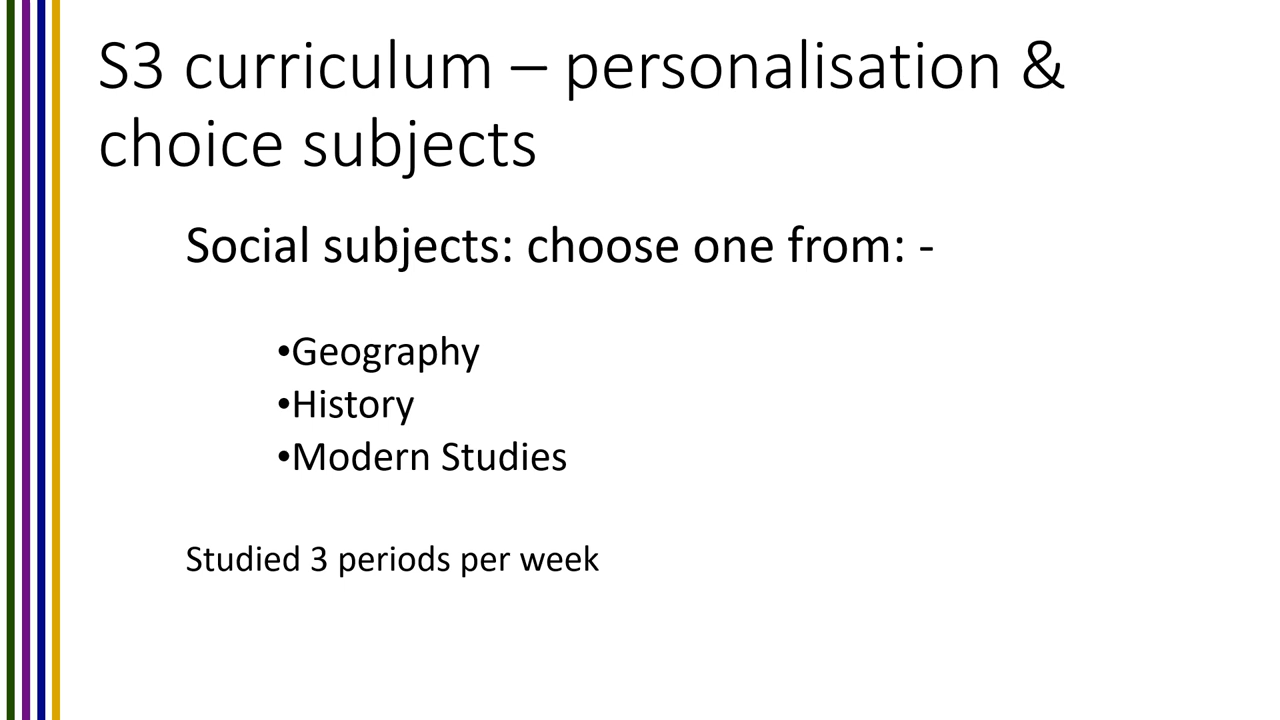 S3 curriculum – personalisation &
choice subjects
Social subjects: choose one from: -
•Geography
•History
•Modern Studies
Studied 3 periods per week